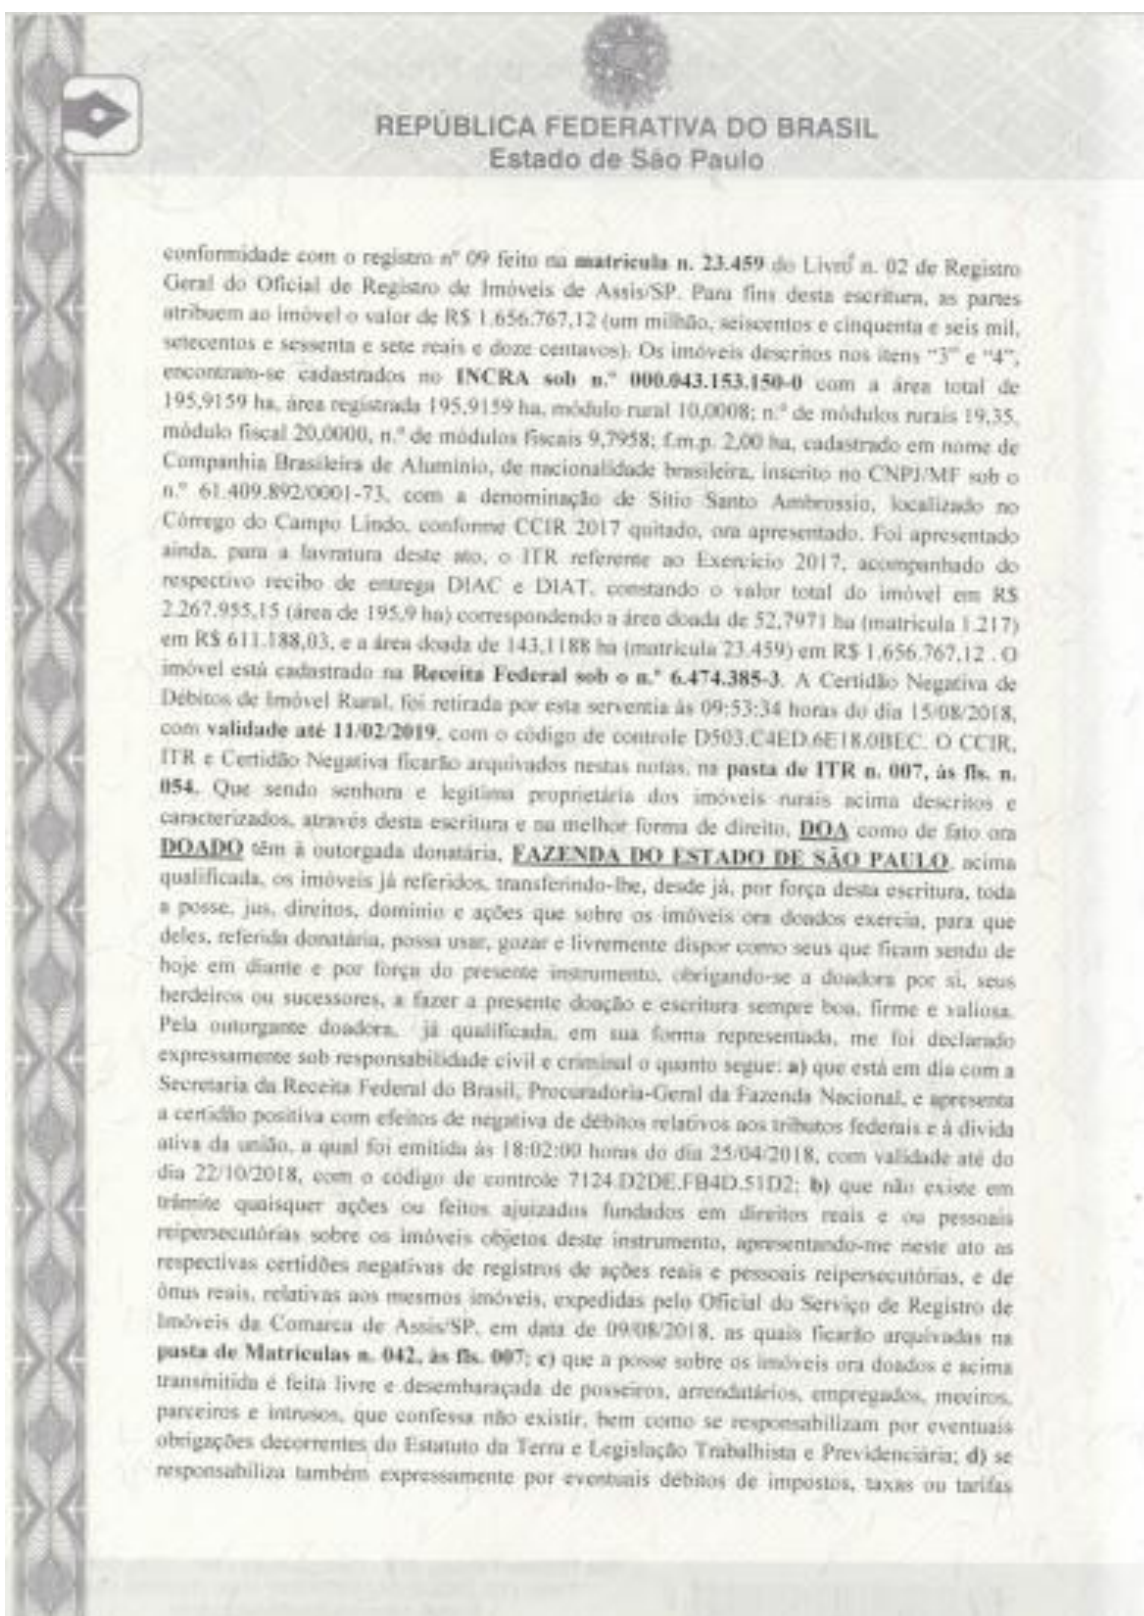 REPÚBLICA FEDERATIVA DO BRASIL
Estado de São Paulo
conformidade com o registro nº 09 feito na matricula n. 23.459 do Livro n. 02 de Registro
Geral do Oficial de Registro de Imóveis de Assis/SP. Para fins desta escritura, as partes
atribuem ao imóvel o valor de R$ 1.656.767,12 (um milhão, seiscentos e cinquenta e seis mil,
setecentos e sessenta e sete reais e doze centavos). Os imóveis descritos nos itens “3” e “4”,
encontram-se cadastrados no INCRA sob n.º 000.043.153.150-0 com a área total de
195,9159 ha, área registrada 195,9159 ha, módulo rural 10,0008; n.º de módulos rurais 19,35,
módulo fiscal 20,0000, n.º de módulos fiscais 9,7958; f.m.p. 2,00 ha, cadastrado em nome de
Companhia Brasileira de Aluminio, de nacionalidade brasileira, inscrito no CNPJ/MF sob o
n.º 61.409.892/0001-73, com a denominação de Sítio Santo Ambrossio, localizado no
Córrego do Campo Lindo, conforme CCIR 2017 quitado, ora apresentado. Foi apresentado
ainda, para a lavratura deste ato, o ITR referente ao Exercício 2017, acompanhado do
respectivo recibo de entrega DIAC e DIAT, constando o valor total do imóvel em R$
2.267.955,15 (área de 195,9 ha) correspondendo a área doada de 52,7971 ha (matricula 1.217)
em R$ 611.188,03, e a área doada de 143,1188 ha (matricula 23.459) em R$ 1.656.767,12 . O
imóvel está cadastrado na Receita Federal sob o n.º 6.474.385-3. A Certidão Negativa de
Débitos de Imóvel Rural, foi retirada por esta serventia às 09:53:34 horas do dia 15/08/2018,
com validade até 11/02/2019, com o código de controle D503.C4ED.6E18.0BEC. O CCIR,
ITR e Certidão Negativa ficarão arquivados nestas notas, na pasta de ITR n. 007, às fls. n.
054. Que sendo senhora e legítima proprietária dos imóveis rurais acima descritos e
caracterizados, através desta escritura e na melhor forma de direito, DOA como de fato ora
DOADO têm à outorgada donatária, FAZENDA DO ESTADO DE SÃO PAULO, acima
qualificada, os imóveis já referidos, transferindo-lhe, desde já, por força desta escritura, toda
a posse, jus, direitos, domínio e ações que sobre os imóveis ora doados exercia, para que
deles, referida donatária, possa usar, gozar e livremente dispor como seus que ficam sendo de
hoje em diante e por força do presente instrumento, obrigando-se a doadora por si, seus
herdeiros ou sucessores, a fazer a presente doação e escritura sempre boa, firme e valiosa.
Pela outorgante doadora, já qualificada, em sua forma representada, me foi declarado
expressamente sob responsabilidade civil e criminal o quanto segue: a) que está em dia com a
Secretaria da Receita Federal do Brasil, Procuradoria-Geral da Fazenda Nacional, e apresenta
a certidão positiva com efeitos de negativa de débitos relativos aos tributos federais e à dívida
ativa da união, a qual foi emitida às 18:02:00 horas do dia 25/04/2018, com validade até do
dia 22/10/2018, com o código de controle 7124.D2DE.FB4D.51D2; b) que não existe em
trâmite quaisquer ações ou feitos ajuizados fundados em direitos reais e ou pessoais
reipersecutórias sobre os imóveis objetos deste instrumento, apresentando-me neste ato as
respectivas certidões negativas de registros de ações reais e pessoais reipersecutórias, e de
ônus reais, relativas aos mesmos imóveis, expedidas pelo Oficial do Serviço de Registro de
Imóveis da Comarca de Assis/SP, em data de 09/08/2018, as quais ficarão arquivadas na
pasta de Matrículas n. 042, às fls. 007; c) que a posse sobre os imóveis ora doados e acima
transmitida é feita livre e desembaraçada de posseiros, arrendatários, empregados, meeiros,
parceiros e intrusos, que confessa não existir, bem como se responsabilizam por eventuais
obrigações decorrentes do Estatuto da Terra e Legislação Trabalhista e Previdenciária; d) se
responsabiliza também expressamente por eventuais débitos de impostos, taxas ou tarifas